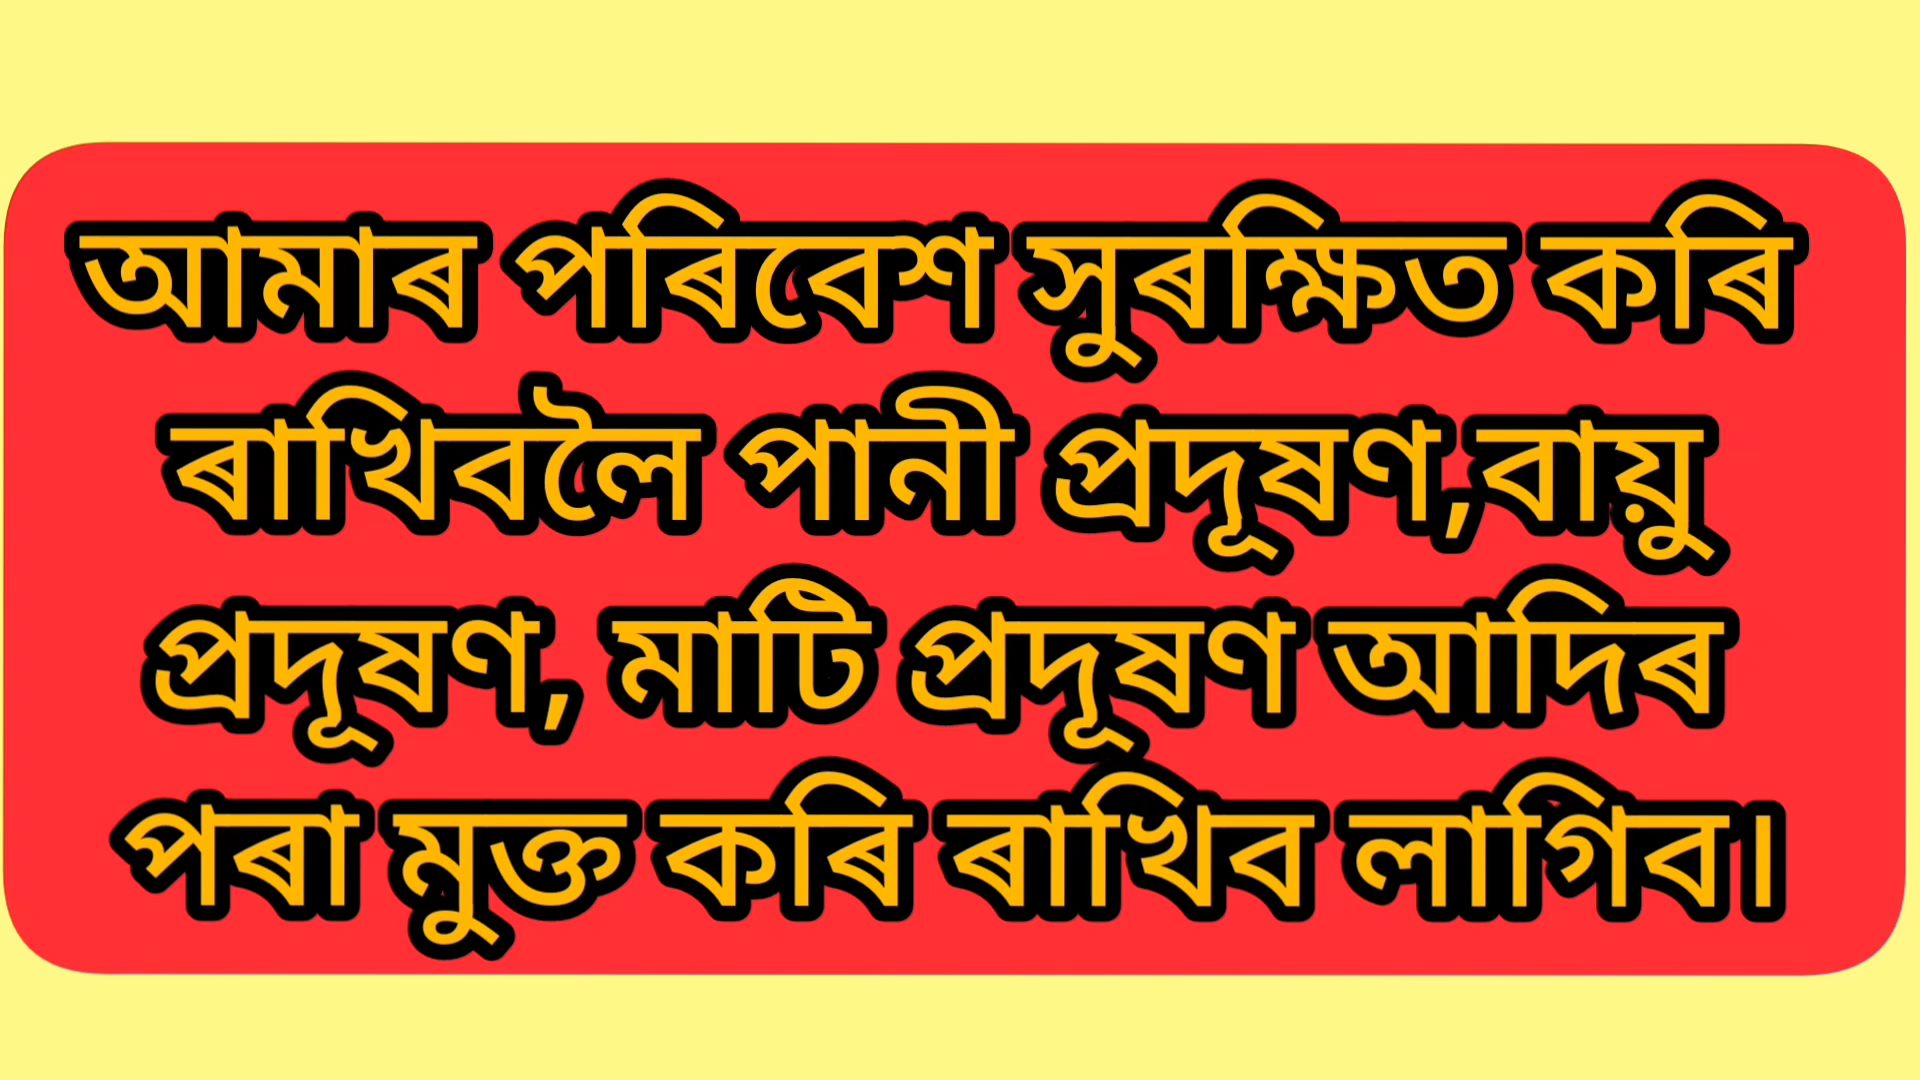 আমাৰ পৰিবেশ সুৰক্ষিত কৰি
ৰাখিবলৈ পানী প্ৰদূষণ,বায়ু
প্ৰদূষণ, মাটি প্ৰদূষণ আদিৰ
পৰা মুক্ত কৰি ৰাখিব লাগিব।